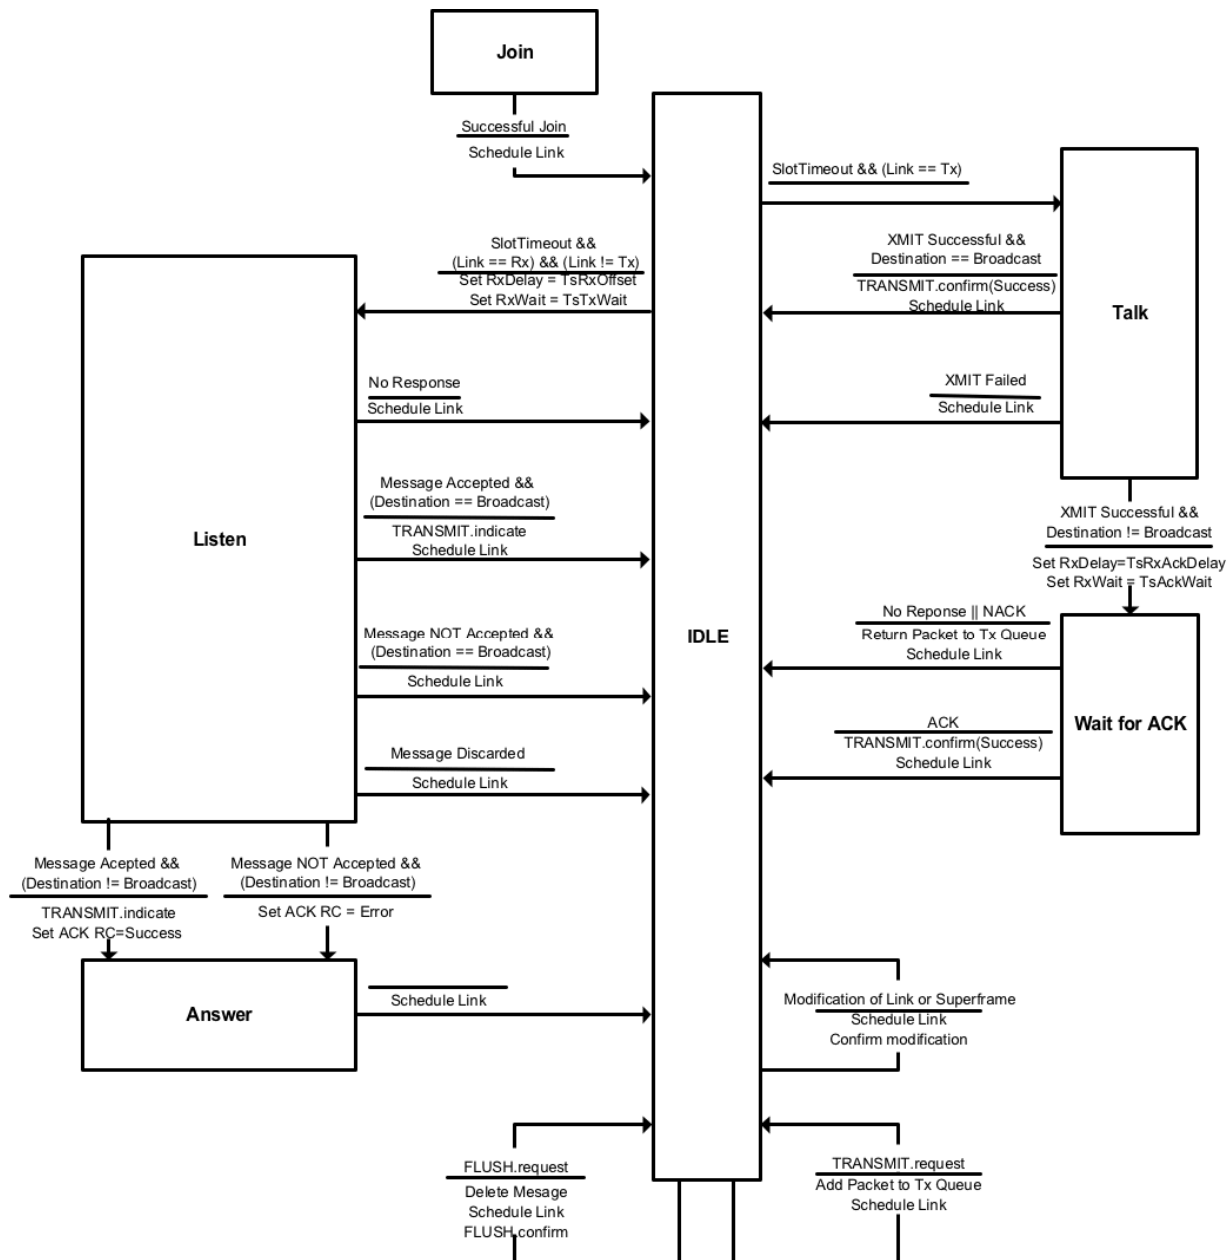 Join
Successful Join
Schedule Link
SlotTimeout && (Link == Tx)
SlotTimeout &&
(Link == Rx) && (Link != Tx)
Set RxDelay = TsRxOffset
Set RxWait = TsTxWait
XMIT Successful &&
Destination == Broadcast
TRANSMIT.confirm(Success)
Schedule Link
Talk
No Response
Schedule Link
XMIT Failed
Schedule Link
Message Accepted &&
(Destination == Broadcast)
TRANSMIT.indicate
Schedule Link
Listen
XMIT Successful &&
Destination != Broadcast
Set RxDelay=TsRxAckDelay
Set RxWait = TsAckWait
IDLE
Message NOT Accepted &&
(Destination == Broadcast)
Schedule Link
No Reponse || NACK
Return Packet to Tx Queue
Schedule Link
Wait for ACK
ACK
TRANSMIT.confirm(Success)
Schedule Link
Message Discarded
Schedule Link
Message Acepted &&
(Destination != Broadcast)
TRANSMIT.indicate
Set ACK RC=Success
Message NOT Accepted &&
(Destination != Broadcast)
Set ACK RC = Error
Answer
Schedule Link
Modification of Link or Superframe
Schedule Link
Confirm modification
FLUSH.request
Delete Mesage
Schedule Link
FLUSH.confirm
TRANSMIT.request
Add Packet to Tx Queue
Schedule Link